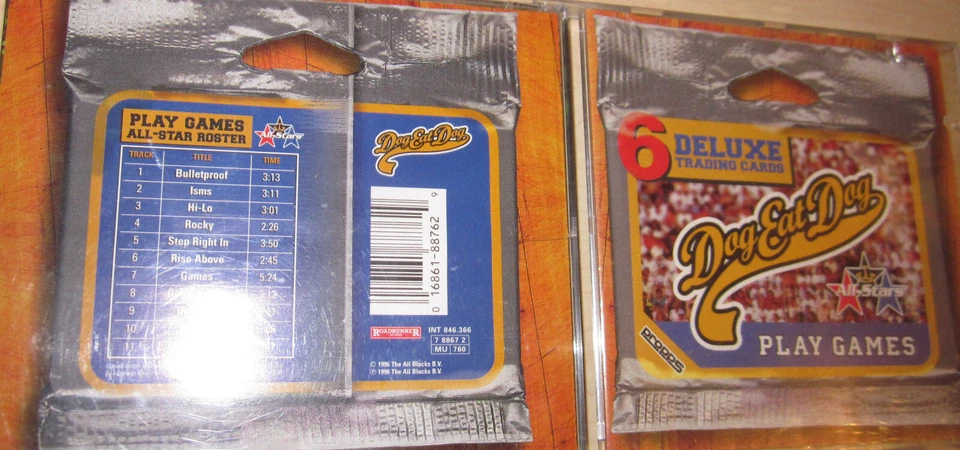 PLAY GAMES
ALL-STAR ROSTER
All-Stars
TRACK TITLE TIME
1 Bulletproof 3:13
2 Isms 3:11
3 Hi-Lo 3:01
4 Rocky 2:26
5 Step Right In 3:50
6 Rise Above 2:45
7 Games 5:24
8
9
10
11
Dog Eat Dog
0 16861-88762 9
ROADRUNNER
INT 846.366
7 8867 2
MU 760
© 1996 The All Blacks B.V.
℗ 1996 The All Blacks B.V.
6 DELUXE
TRADING CARDS
Dog Eat Dog
All-Stars
PLAY GAMES
Propps